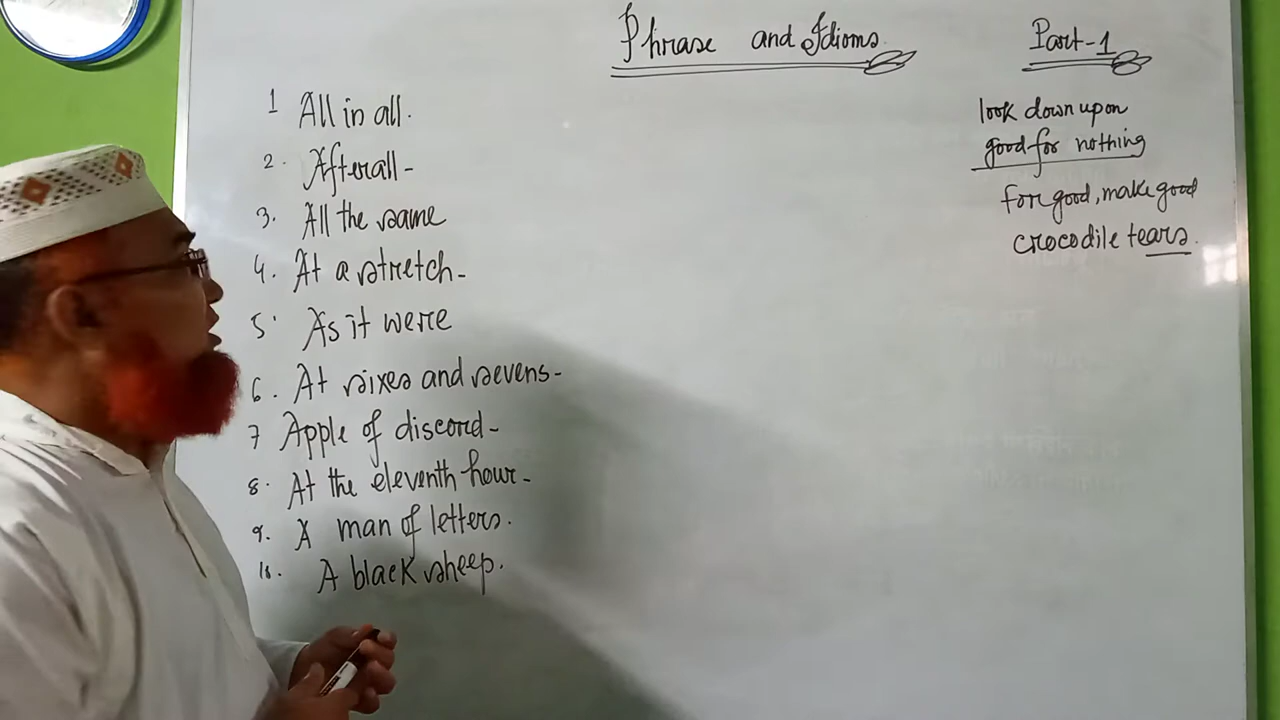 Phrase and Idioms
Part-1
1 All in all.
2. Afterall-
3. All the same
4. At a stretch-
5. As it were
6. At sixes and sevens-
7 Apple of discord-
8. At the eleventh hour-
9. A man of letters.
10. A black sheep.
look down upon
good for nothing
for good, make good
crocodile tears.